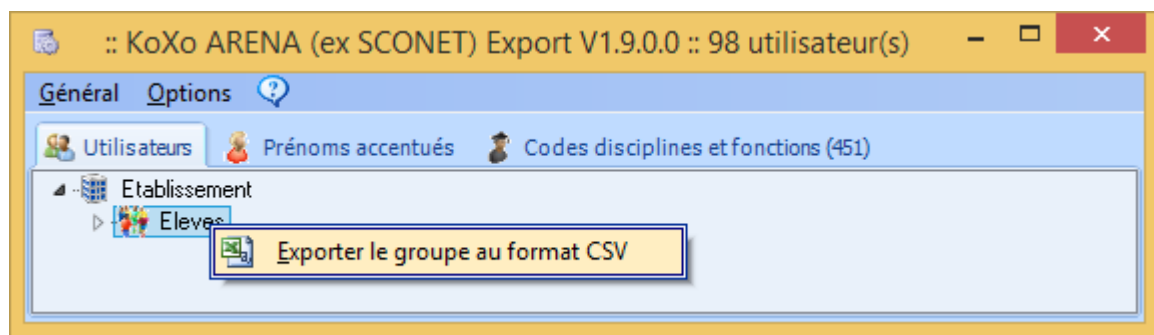 :: KoXo ARENA (ex SCONET) Export V1.9.0.0 :: 98 utilisateur(s)
Général Options
Utilisateurs Prénoms accentués Codes disciplines et fonctions (451)
Etablissement
Eleves
Exporter le groupe au format CSV